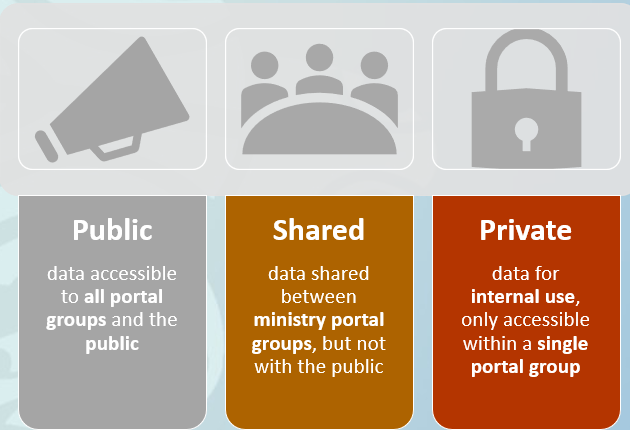 Public
data accessible
to all portal
groups and the
public
Shared
data shared
between
ministry portal
groups, but not
with the public
Private
data for
internal use,
only accessible
within a single
portal group